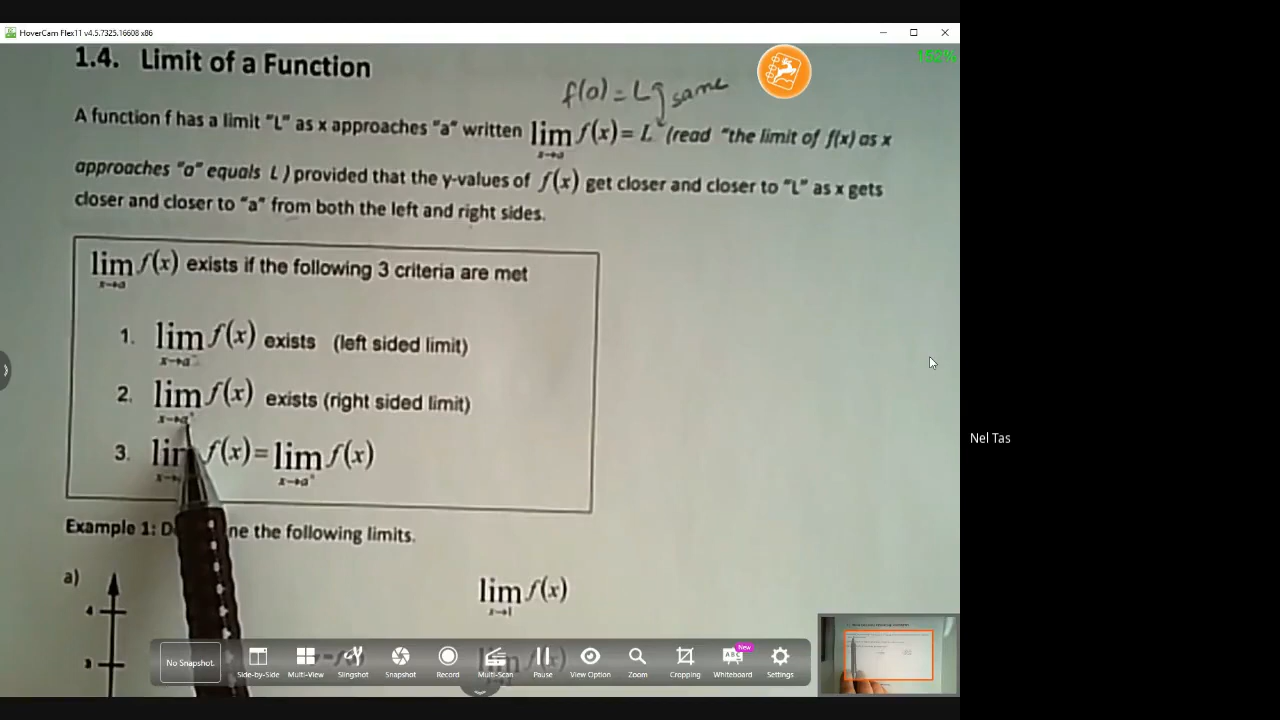 HoverCam Flex11 v4.5.7325.16608 x86
162%
1.4. Limit of a Function
f(a) = L same
A function f has a limit "L" as x approaches "a" written lim f(x) = L (read "the limit of f(x) as x
x→a
approaches "a" equals L ) provided that the y-values of f(x) get closer and closer to "L" as x gets
closer and closer to "a" from both the left and right sides.
lim f(x) exists if the following 3 criteria are met
x→a
1. lim f(x) exists (left sided limit)
x→a⁻
2. lim f(x) exists (right sided limit)
x→a⁺
3. lim f(x) = lim f(x)
x→a⁺
Example 1: the following limits.
a)
lim f(x)
x→1
4
3
No Snapshot.
Side-by-Side Multi-View Slingshot Snapshot Record Multi-Scan Pause View Option Zoom Cropping Whiteboard Settings
New
ABC
Nel Tas